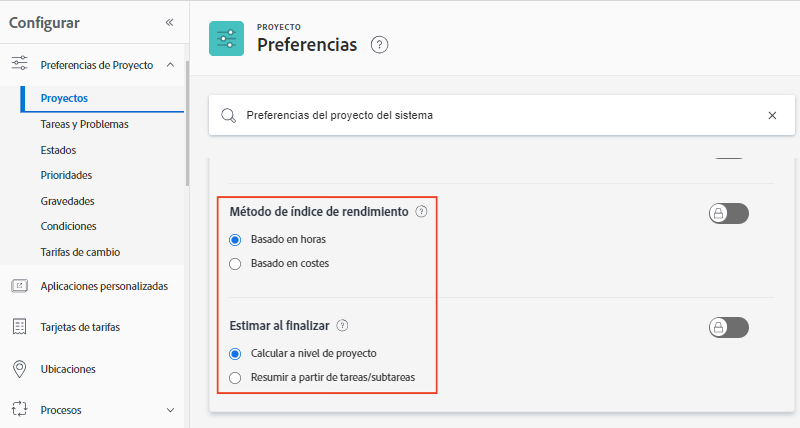 Configurar
«
Preferencias de Proyecto
Proyectos
Tareas y Problemas
Estados
Prioridades
Gravedades
Condiciones
Tarifas de cambio
Aplicaciones personalizadas
Tarjetas de tarifas
Ubicaciones
Procesos
PROYECTO
Preferencias ?
Preferencias del proyecto del sistema
Método de índice de rendimiento ?
Basado en horas
Basado en costes
Estimar al finalizar ?
Calcular a nivel de proyecto
Resumir a partir de tareas/subtareas